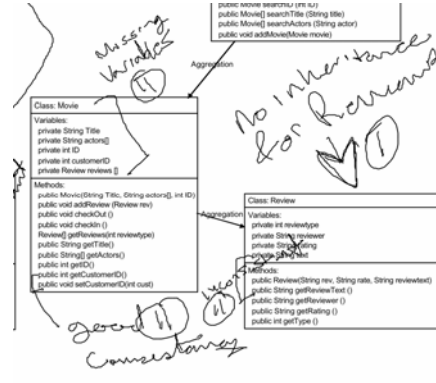 public Movie searchID (int ID)
public Movie[] searchTitle (String title)
public Movie[] searchActors (String actor)
public void addMovie(Movie movie)
Missing
Variables
11
Aggregation
No inheritance
for Reviews
1
Class: Movie
Variables:
private String Title
private String actors[]
private int ID
private int customerID
private Review reviews []
Methods:
public Movie(String Title, String actors[], int ID)
public void addReview (Review rev)
public void checkOut ()
public void checkIn ()
Review[] getReviews(int reviewtype)
public String getTitle()
public String[] getActors()
public int getID()
public int getCustomerID()
public void setCustomerID(int cust)
Aggregation
Class: Review
Variables:
private int reviewtype
private String reviewer
private String rating
private String text
Methods:
public Review(String rev, String rate, String reviewtext)
public String getReviewText ()
public String getReviewer ()
public String getRating ()
public int getType ()
good
11
11